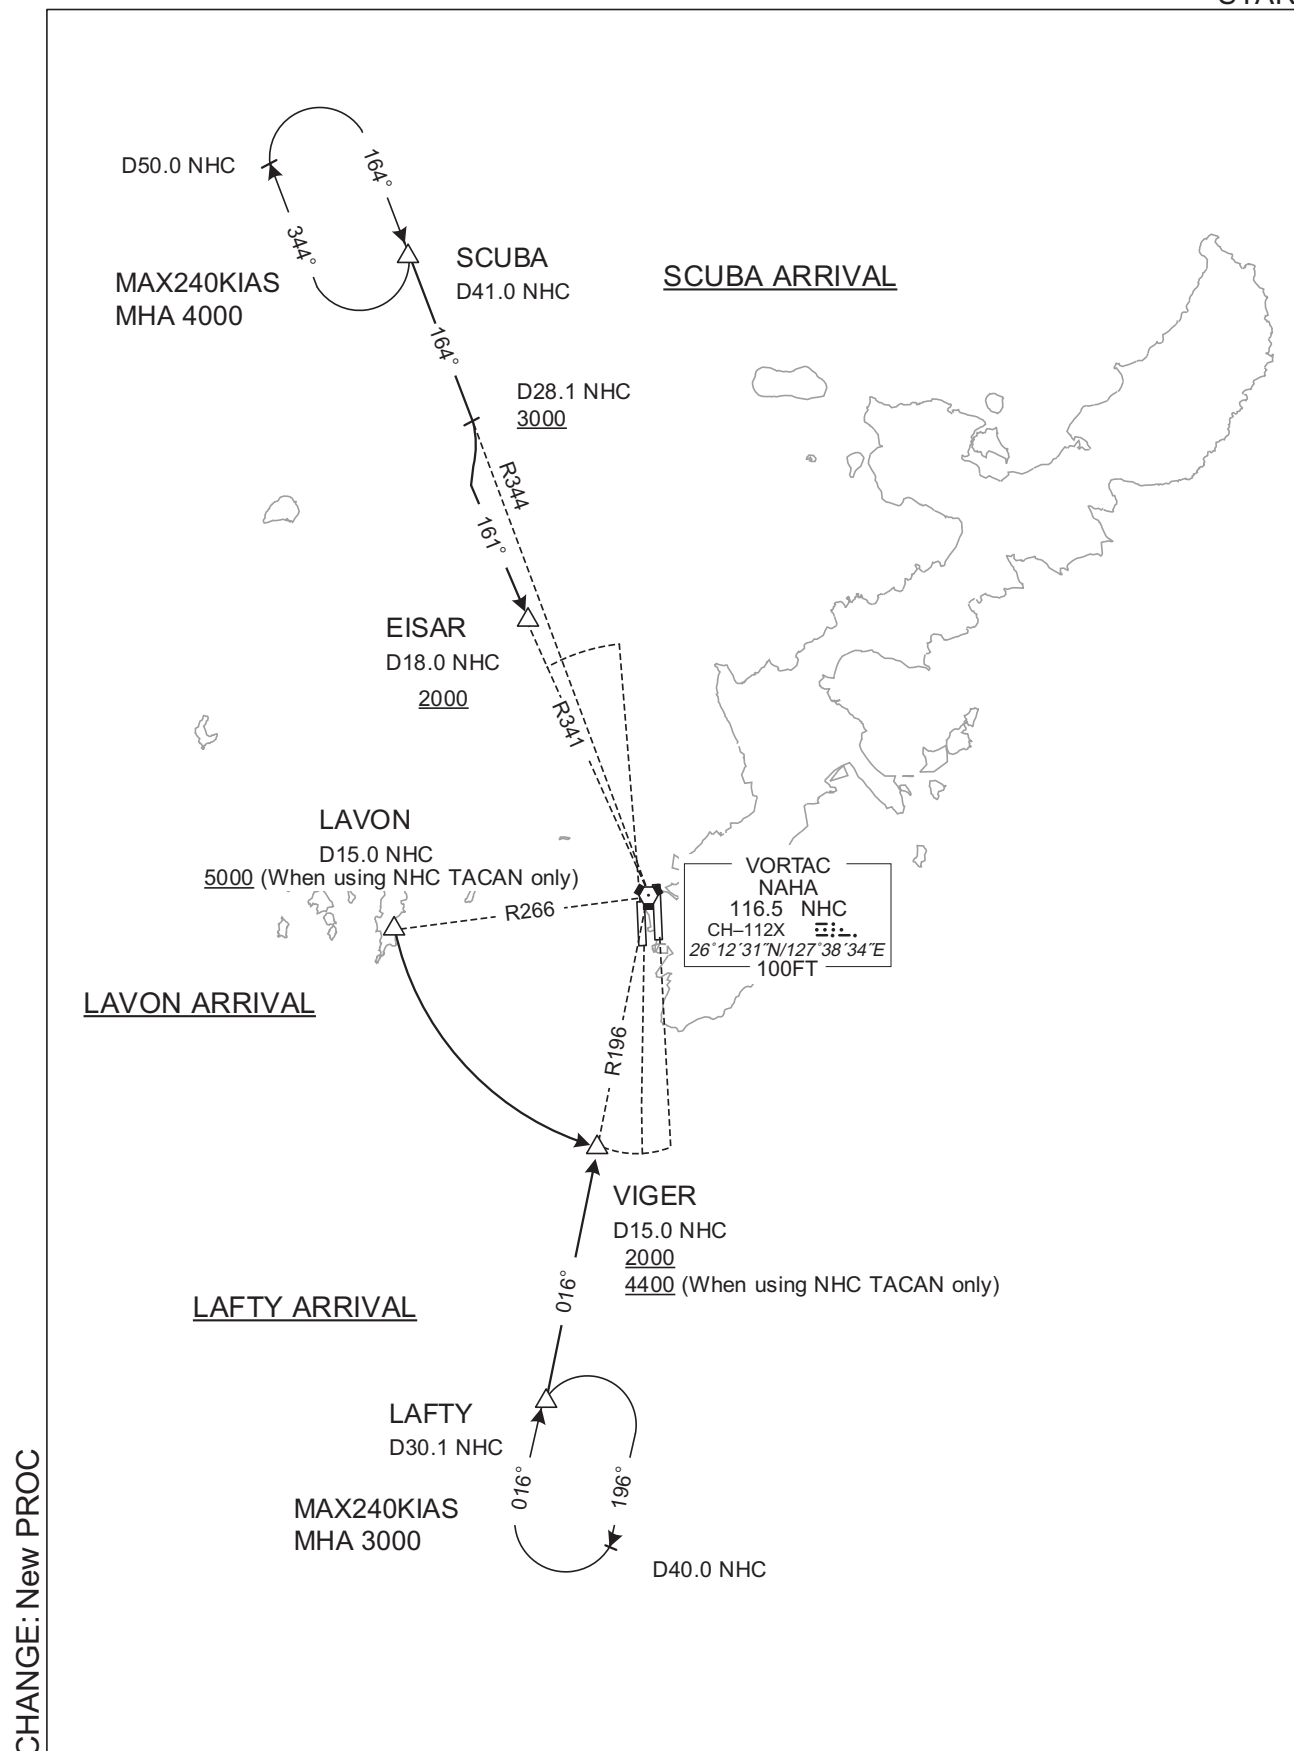 D50.0 NHC
164°
344°
MAX240KIAS
MHA 4000
SCUBA
D41.0 NHC
SCUBA ARRIVAL
164°
D28.1 NHC
3000
R344
161°
EISAR
D18.0 NHC
2000
R341
LAVON
D15.0 NHC
5000 (When using NHC TACAN only)
R266
VORTAC
NAHA
116.5 NHC
CH–112X
26°12′31″N/127°38′34″E
100FT
LAVON ARRIVAL
R196
VIGER
D15.0 NHC
2000
4400 (When using NHC TACAN only)
016°
LAFTY ARRIVAL
LAFTY
D30.1 NHC
016°
196°
MAX240KIAS
MHA 3000
D40.0 NHC
CHANGE: New PROC